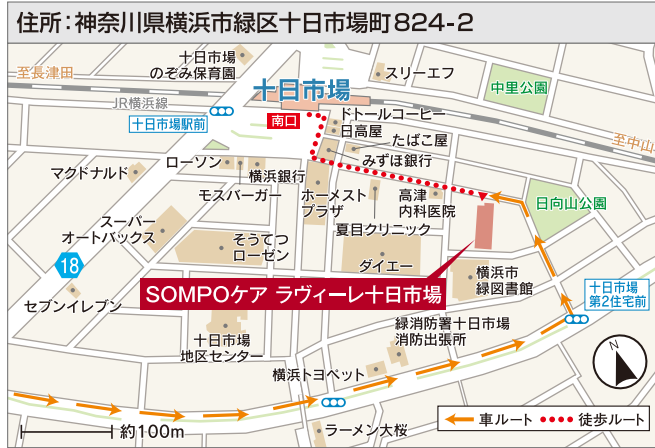 住所：神奈川県横浜市緑区十日市場町824-2
十日市場
のぞみ保育園
スリーエフ
至長津田
十日市場
中里公園
JR横浜線
南口
ドトールコーヒー
日高屋
十日市場駅前
たばこ屋
至中山
みずほ銀行
ローソン
マクドナルド
横浜銀行
モスバーガー
ホーメスト
プラザ
高津
内科医院
日向山公園
スーパー
オートバックス
夏目クリニック
そうてつ
ローゼン
ダイエー
18
横浜市
緑図書館
SOMPOケア ラヴィーレ十日市場
十日市場
第2住宅前
セブンイレブン
十日市場
地区センター
緑消防署十日市場
消防出張所
横浜トヨペット
N
車ルート
徒歩ルート
約100m
ラーメン大桜